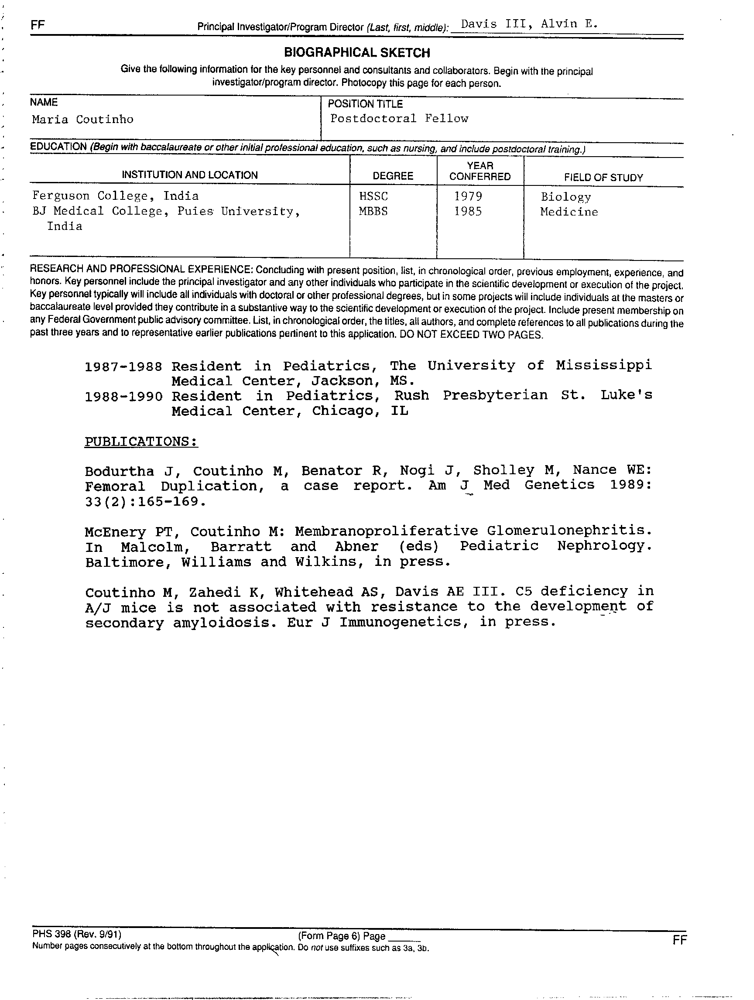 FF
Principal Investigator/Program Director (Last, first, middle): Davis III, Alvin E.
BIOGRAPHICAL SKETCH
Give the following information for the key personnel and consultants and collaborators. Begin with the principal
investigator/program director. Photocopy this page for each person.
NAME
POSITION TITLE
Maria Coutinho
Postdoctoral Fellow
EDUCATION (Begin with baccalaureate or other initial professional education, such as nursing, and include postdoctoral training.)
INSTITUTION AND LOCATION
DEGREE
YEAR
CONFERRED
FIELD OF STUDY
Ferguson College, India HSSC 1979 Biology
BJ Medical College, Puies University, MBBS 1985 Medicine
India
RESEARCH AND PROFESSIONAL EXPERIENCE: Concluding with present position, list, in chronological order, previous employment, experience, and
honors. Key personnel include the principal investigator and any other individuals who participate in the scientific development or execution of the project.
Key personnel typically will include all individuals with doctoral or other professional degrees, but in some projects will include individuals at the masters or
baccalaureate level provided they contribute in a substantive way to the scientific development or execution of the project. Include present membership on
any Federal Government public advisory committee. List, in chronological order, the titles, all authors, and complete references to all publications during the
past three years and to representative earlier publications pertinent to this application. DO NOT EXCEED TWO PAGES.
1987-1988 Resident in Pediatrics, The University of Mississippi
Medical Center, Jackson, MS.
1988-1990 Resident in Pediatrics, Rush Presbyterian St. Luke's
Medical Center, Chicago, IL
PUBLICATIONS:
Bodurtha J, Coutinho M, Benator R, Nogi J, Sholley M, Nance WE:
Femoral Duplication, a case report. Am J Med Genetics 1989:
33(2):165-169.
McEnery PT, Coutinho M: Membranoproliferative Glomerulonephritis.
In Malcolm, Barratt and Abner (eds) Pediatric Nephrology.
Baltimore, Williams and Wilkins, in press.
Coutinho M, Zahedi K, Whitehead AS, Davis AE III. C5 deficiency in
A/J mice is not associated with resistance to the development of
secondary amyloidosis. Eur J Immunogenetics, in press.
PHS 398 (Rev. 9/91) (Form Page 6) Page ______ FF
Number pages consecutively at the bottom throughout the application. Do not use suffixes such as 3a, 3b.